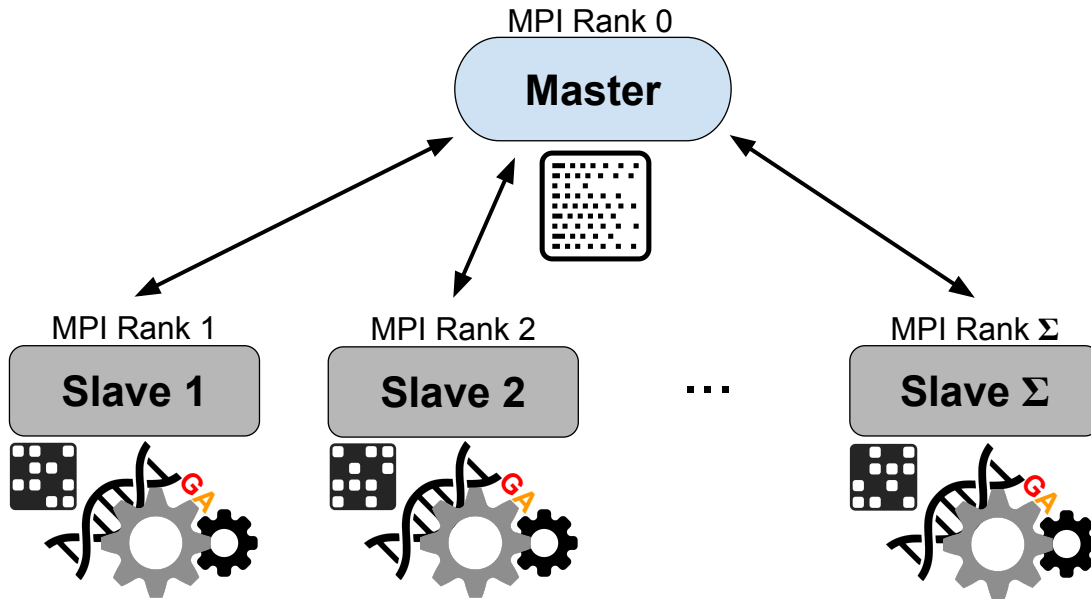 MPI Rank 0
Master
MPI Rank 1
MPI Rank 2
MPI Rank Σ
Slave 1
Slave 2
...
Slave Σ
GA
GA
GA